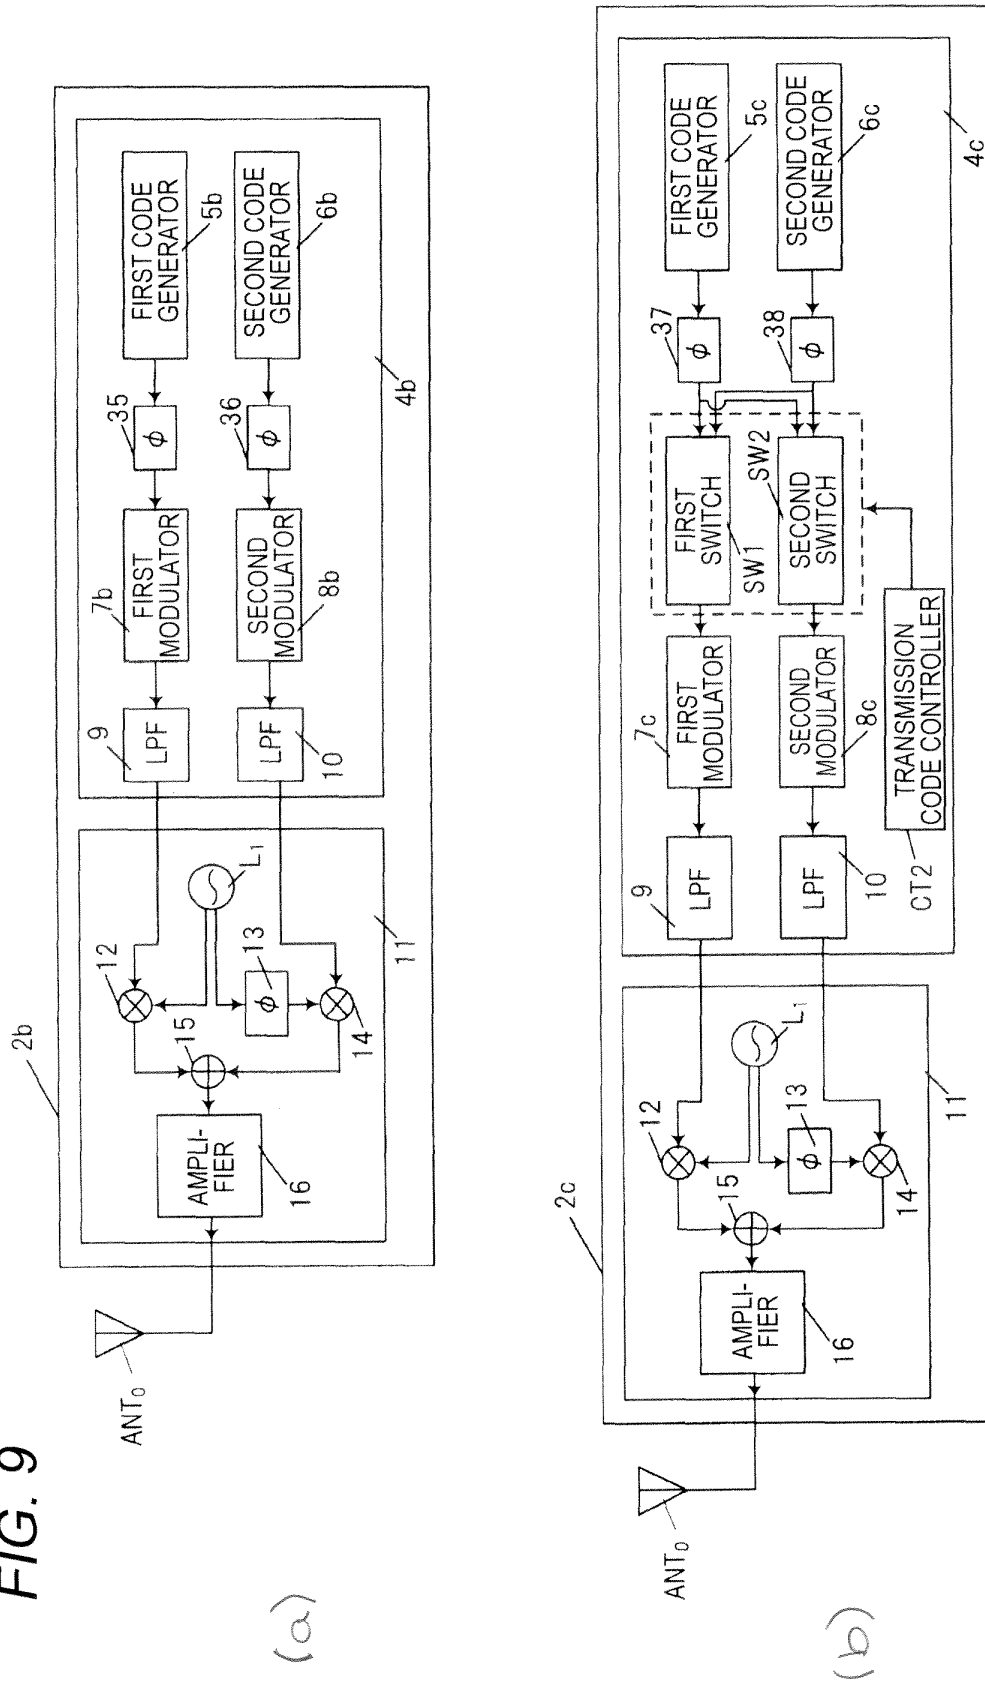 FIG. 9
(a)
2b
4b
FIRST CODE
GENERATOR
5b
SECOND CODE
GENERATOR
6b
35
ϕ
36
ϕ
7b
FIRST
MODULATOR
SECOND
MODULATOR
8b
9
LPF
LPF
10
11
12
L1
13
ϕ
14
15
AMPLI-
FIER
16
ANT0
(a)
2c
4c
FIRST CODE
GENERATOR
5c
SECOND CODE
GENERATOR
6c
37
ϕ
38
ϕ
FIRST
SWITCH
SW1
SW2
SECOND
SWITCH
7c
FIRST
MODULATOR
SECOND
MODULATOR
8c
TRANSMISSION
CODE CONTROLLER
CT2
9
LPF
LPF
10
11
12
L1
13
ϕ
14
15
AMPLI-
FIER
16
ANT0